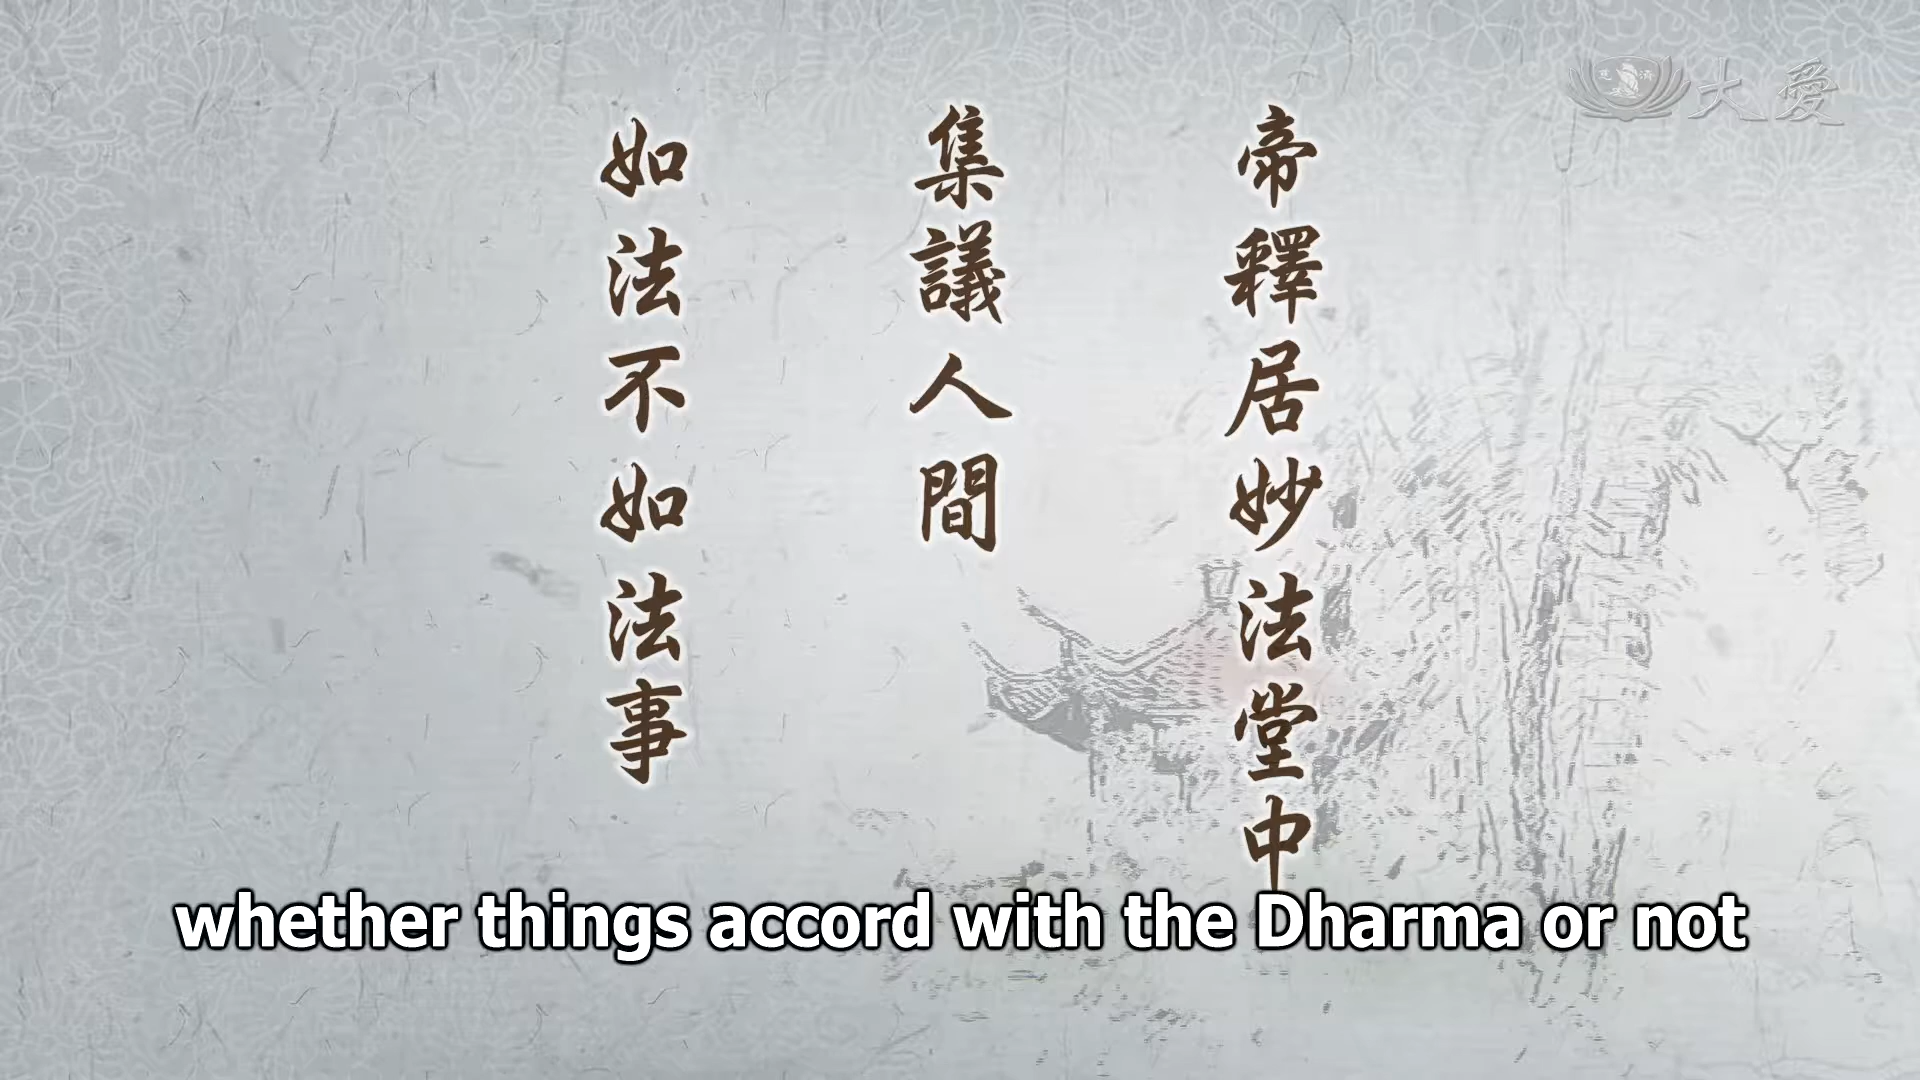 大愛
帝釋居妙法堂中
集議人間
如法不如法事
whether things accord with the Dharma or not